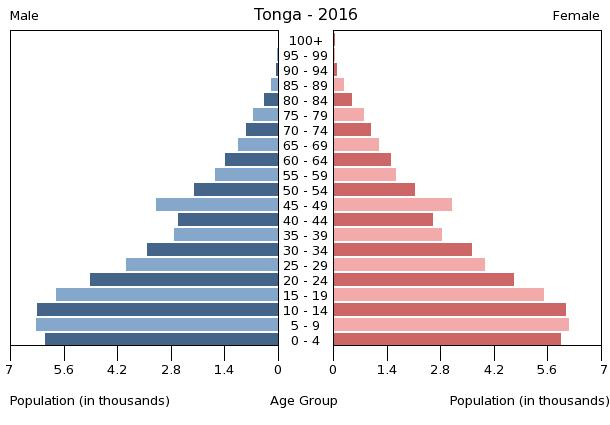 Male
Tonga - 2016
Female
100+
95 - 99
90 - 94
85 - 89
80 - 84
75 - 79
70 - 74
65 - 69
60 - 64
55 - 59
50 - 54
45 - 49
40 - 44
35 - 39
30 - 34
25 - 29
20 - 24
15 - 19
10 - 14
5 - 9
0 - 4
7 5.6 4.2 2.8 1.4 0 0 1.4 2.8 4.2 5.6 7
Population (in thousands) Age Group Population (in thousands)